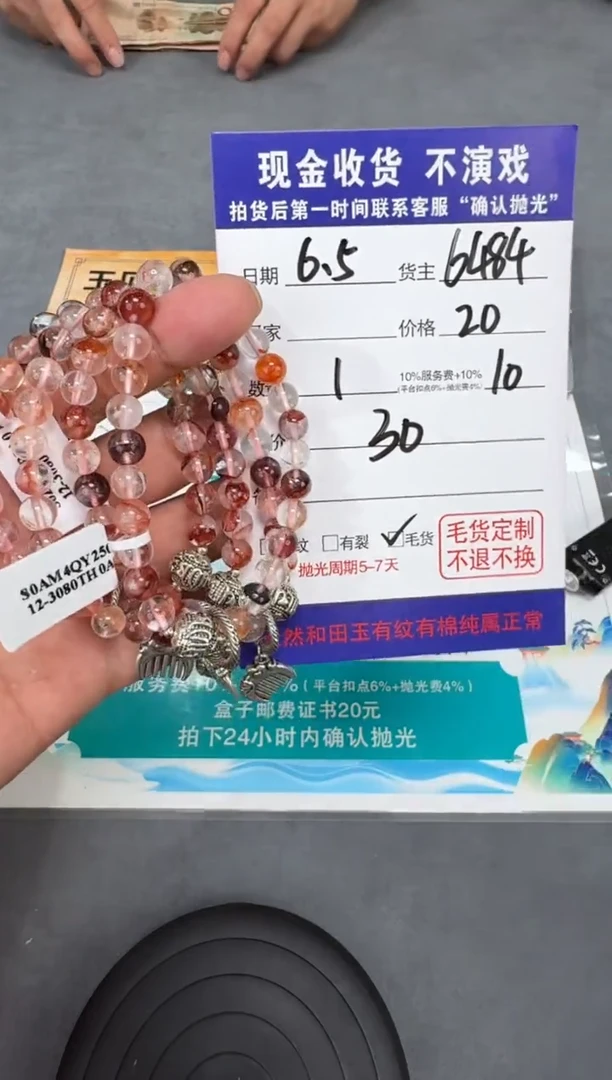 现金收货 不演戏
拍货后第一时间联系客服“确认抛光”
日期 6.5 货主 6484
家 价格 20
数 1 10%服务费+10% 10
(平台扣点6%+抛光费4%)
价 30
纹 有裂 ✓毛货
抛光周期5-7天
毛货定制
不退不换
然和田玉有纹有棉纯属正常
S0AM4QY250
12-3080TH0A
服务费+0 %(平台扣点6%+抛光费4%)
盒子邮费证书20元
拍下24小时内确认抛光
CE